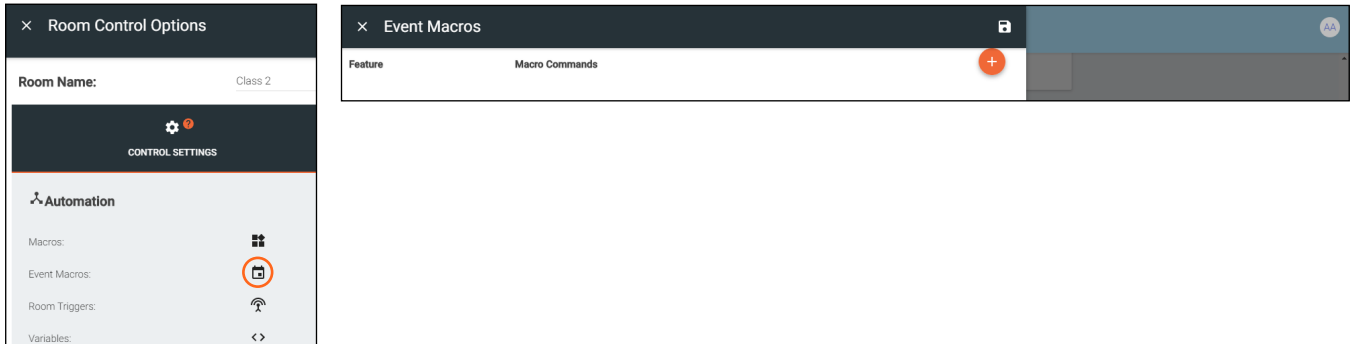 Room Control Options
Room Name: Class 2
?
CONTROL SETTINGS
Automation
Macros:
Event Macros:
Room Triggers:
Variables:
Event Macros
AA
Feature Macro Commands